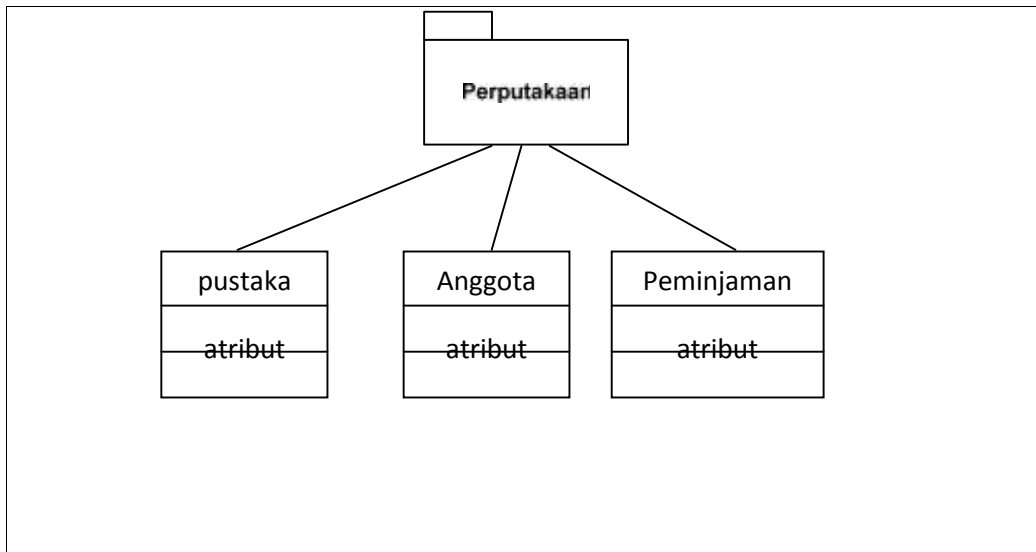 Perputakaan
pustaka
Anggota
Peminjaman
atribut
atribut
atribut